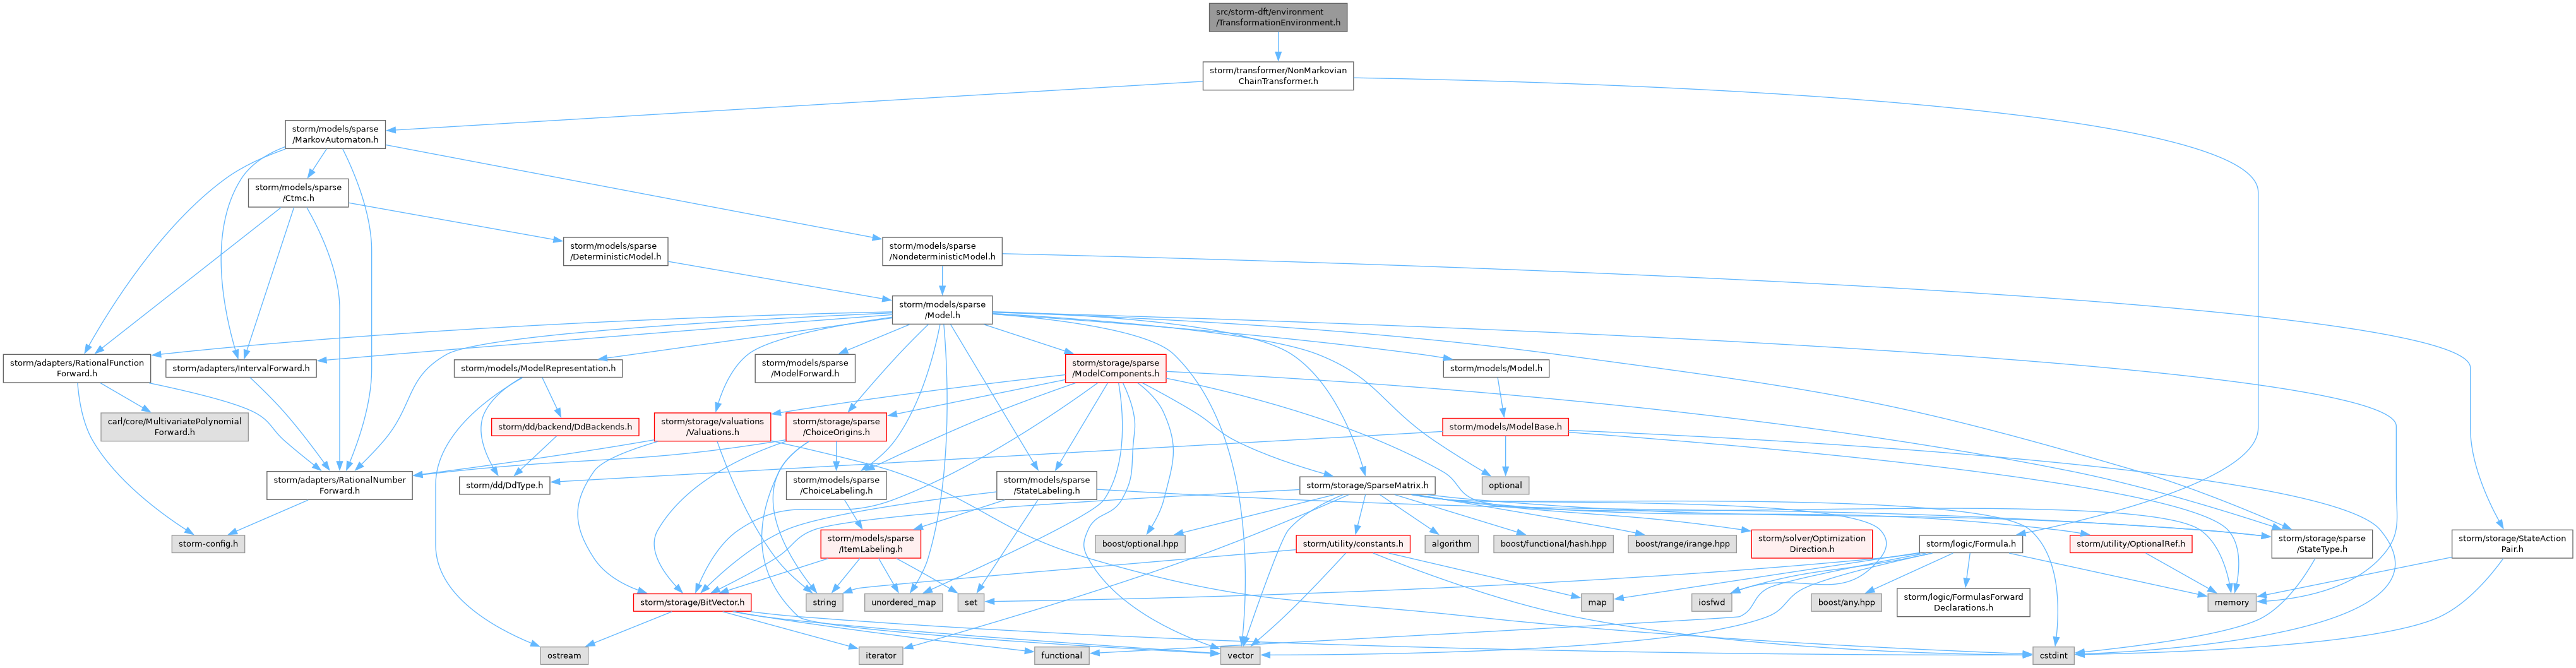 src/storm-dft/environment
/TransformationEnvironment.h
storm/transformer/NonMarkovian
ChainTransformer.h
storm/models/sparse
/MarkovAutomaton.h
storm/models/sparse
/Ctmc.h
storm/models/sparse
/DeterministicModel.h
storm/models/sparse
/NondeterministicModel.h
storm/models/sparse
/Model.h
storm/adapters/RationalFunction
Forward.h
storm/adapters/IntervalForward.h
storm/models/ModelRepresentation.h
storm/models/sparse
/ModelForward.h
storm/storage/sparse
/ModelComponents.h
storm/models/Model.h
carl/core/MultivariatePolynomial
Forward.h
storm/dd/backend/DdBackends.h
storm/storage/valuations
/Valuations.h
storm/storage/sparse
/ChoiceOrigins.h
storm/models/ModelBase.h
storm/adapters/RationalNumber
Forward.h
storm/dd/DdType.h
storm/models/sparse
/ChoiceLabeling.h
storm/models/sparse
/StateLabeling.h
storm/storage/SparseMatrix.h
optional
storm-config.h
storm/models/sparse
/ItemLabeling.h
boost/optional.hpp
storm/utility/constants.h
algorithm
boost/functional/hash.hpp
boost/range/irange.hpp
storm/solver/Optimization
Direction.h
storm/logic/Formula.h
storm/utility/OptionalRef.h
storm/storage/sparse
/StateType.h
storm/storage/StateAction
Pair.h
storm/storage/BitVector.h
string
unordered_map
set
map
iosfwd
boost/any.hpp
storm/logic/FormulasForward
Declarations.h
memory
ostream
iterator
functional
vector
cstdint